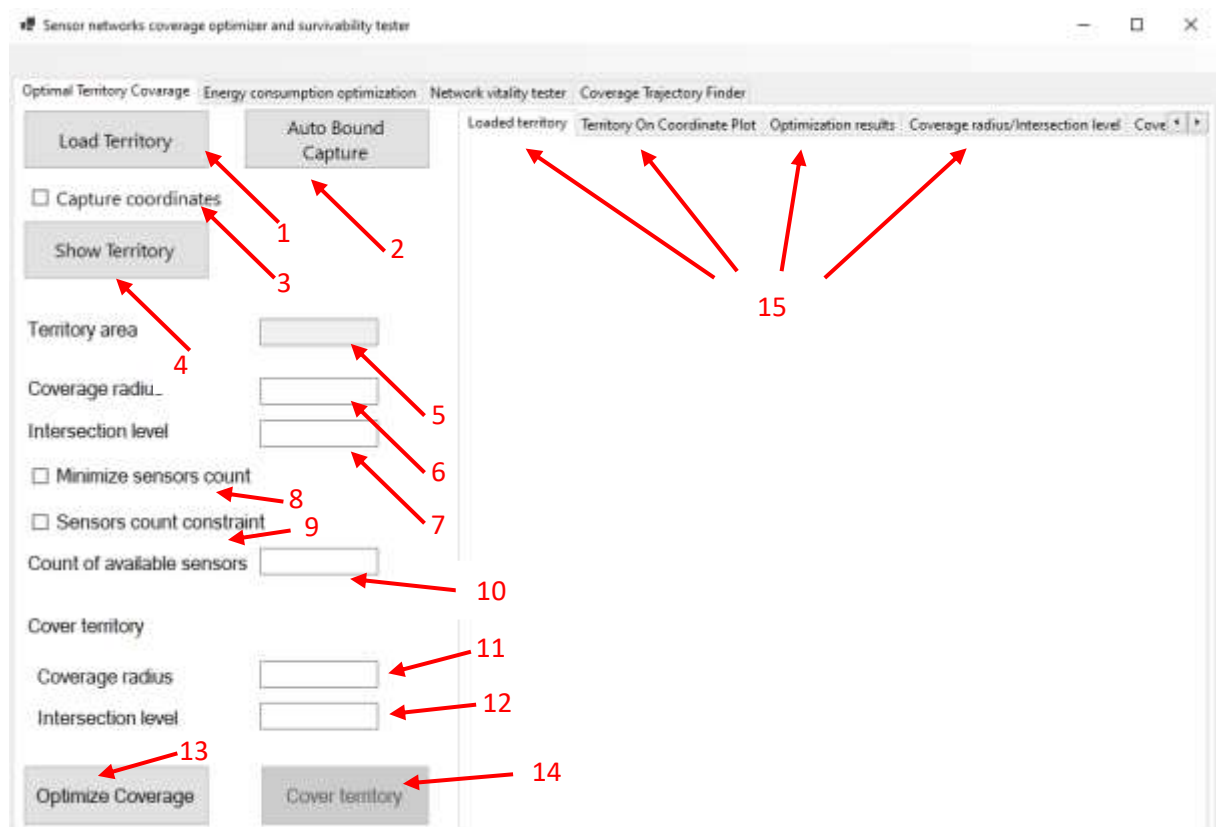 Sensor networks coverage optimizer and survivability tester
Optimal Territory Covarage Energy consumption optimization Network vitality tester Coverage Trajectory Finder
Load Territory
Auto Bound
Capture
Loaded territory Territory On Coordinate Plot Optimization results Coverage radius/Intersection level Cove
Capture coordinates
1
2
Show Territory
3
15
Territory area
4
5
Coverage radiu_
Intersection level
6
Minimize sensors count
8
7
Sensors count constraint
9
Count of available sensors
10
Cover territory
11
Coverage radius
12
Intersection level
13
14
Optimize Coverage
Cover territory